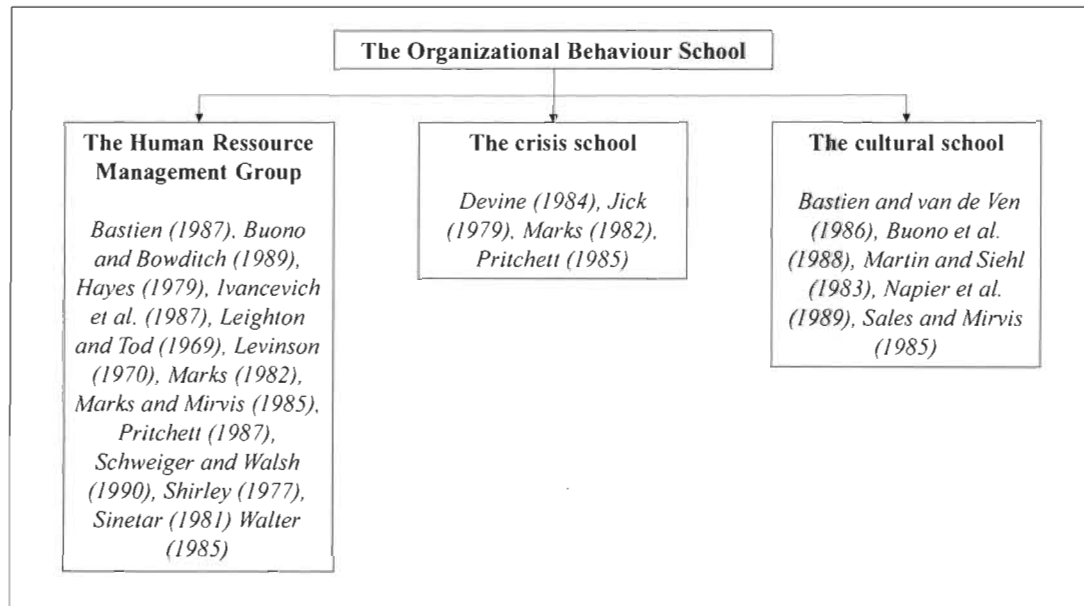 The Organizational Behaviour School
The Human Ressource
Management Group
Bastien (1987), Buono
and Bowditch (1989),
Hayes (1979), Ivancevich
et al. (1987), Leighton
and Tod (1969), Levinson
(1970), Marks (1982),
Marks and Mirvis (1985),
Pritchett (1987),
Schweiger and Walsh
(1990), Shirley (1977),
Sinetar (1981) Walter
(1985)
The crisis school
Devine (1984), Jick
(1979), Marks (1982),
Pritchett (1985)
The cultural school
Bastien and van de Ven
(1986), Buono et al.
(1988), Martin and Siehl
(1983), Napier et al.
(1989), Sales and Mirvis
(1985)